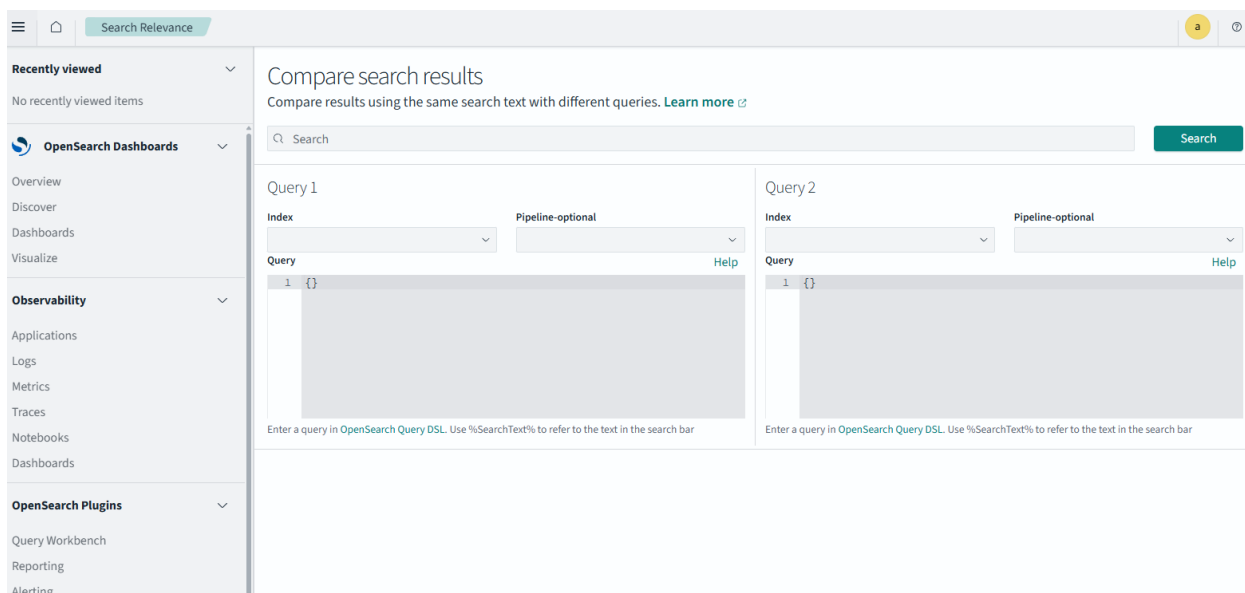 Search Relevance
a
Recently viewed
No recently viewed items
OpenSearch Dashboards
Overview
Discover
Dashboards
Visualize
Observability
Applications
Logs
Metrics
Traces
Notebooks
Dashboards
OpenSearch Plugins
Query Workbench
Reporting
Alerting
Compare search results
Compare results using the same search text with different queries. Learn more
Search
Search
Query 1
Index
Pipeline-optional
Query
Help
1 {}
Enter a query in OpenSearch Query DSL. Use %SearchText% to refer to the text in the search bar
Query 2
Index
Pipeline-optional
Query
Help
1 {}
Enter a query in OpenSearch Query DSL. Use %SearchText% to refer to the text in the search bar